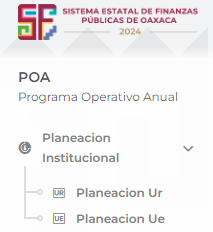 SISTEMA ESTATAL DE FINANZAS
PÚBLICAS DE OAXACA
2024
POA
Programa Operativo Anual
Planeacion
Institucional
UR Planeacion Ur
UE Planeacion Ue